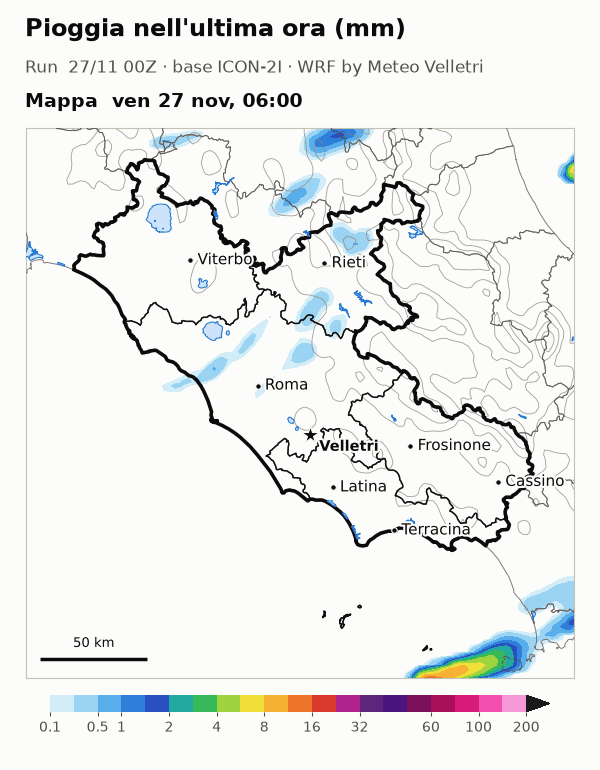 Pioggia nell'ultima ora (mm)
Run  27/11 00Z · base ICON-2I · WRF by Meteo Velletri
Mappa  ven 27 nov, 06:00
Viterbo
Rieti
Roma
Velletri
Frosinone
Cassino
Latina
Terracina
50 km
0.1 0.5 1 2 4 8 16 32 60 100 200